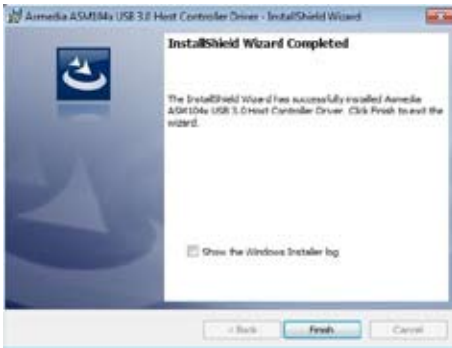 Asmedia ASM104x USB 3.0 Host Controller Driver - InstallShield Wizard
InstallShield Wizard Completed
The InstallShield Wizard has successfully installed Asmedia
ASM104x USB 3.0 Host Controller Driver. Click Finish to exit the
wizard.
Show the Windows Installer log
< Back
Finish
Cancel